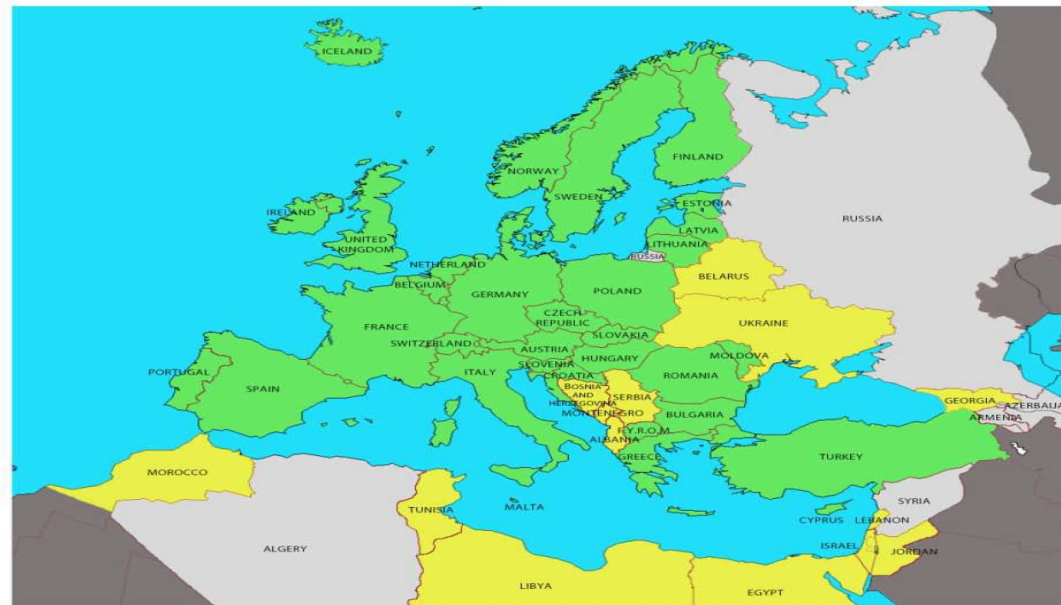 ICELAND
NORWAY
SWEDEN
FINLAND
RUSSIA
ESTONIA
LATVIA
LITHUANIA
RUSSIA
IRELAND
UNITED
KINGDOM
NETHERLAND
BELGIUM
GERMANY
POLAND
BELARUS
UKRAINE
CZECH
REPUBLIC
SLOVAKIA
FRANCE
SWITZERLAND
AUSTRIA
HUNGARY
MOLDOVA
SLOVENIA
CROATIA
ITALY
ROMANIA
PORTUGAL
SPAIN
BOSNIA
AND
HERZEGOVINA
SERBIA
MONTENEGRO
BULGARIA
GEORGIA
AZERBAIJA
ARMENIA
F.Y.R.O.M
ALBANIA
GREECE
TURKEY
MOROCCO
ALGERY
TUNISIA
MALTA
CYPRUS
SYRIA
LEBANON
ISRAEL
JORDAN
LIBYA
EGYPT